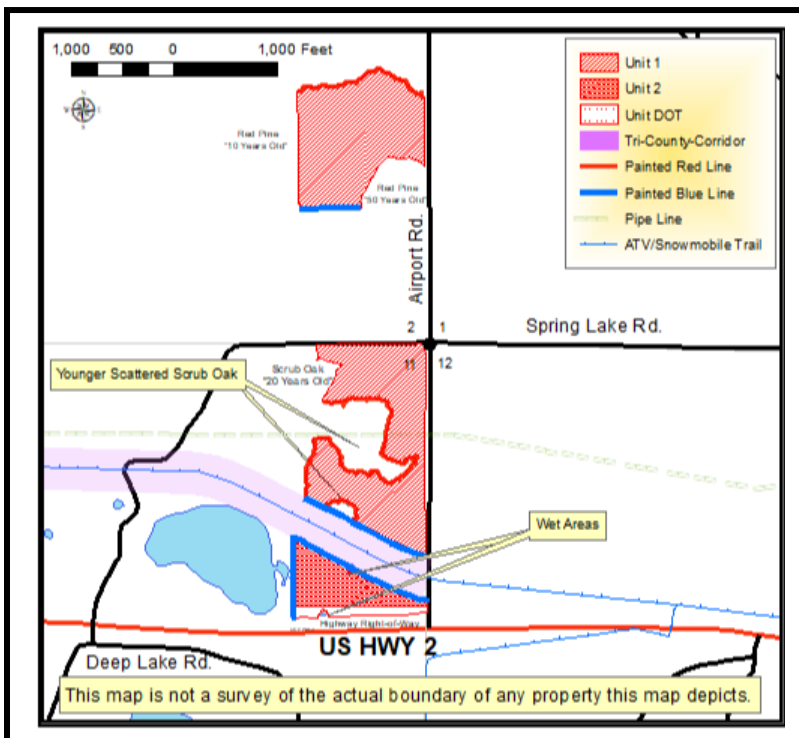 1,000 500 0 1,000 Feet
Unit 1
Unit 2
Unit DOT
Tri-County-Corridor
Painted Red Line
Painted Blue Line
Pipe Line
ATV/Snowmobile Trail
Red Pine
"10 Years Old"
Red Pine
"50 Years Old"
Airport Rd.
2 1
Spring Lake Rd.
11 12
Scrub Oak
"20 Years Old"
Younger Scattered Scrub Oak
Wet Areas
Highway Right-of-Way
US HWY 2
Deep Lake Rd.
This map is not a survey of the actual boundary of any property this map depicts.